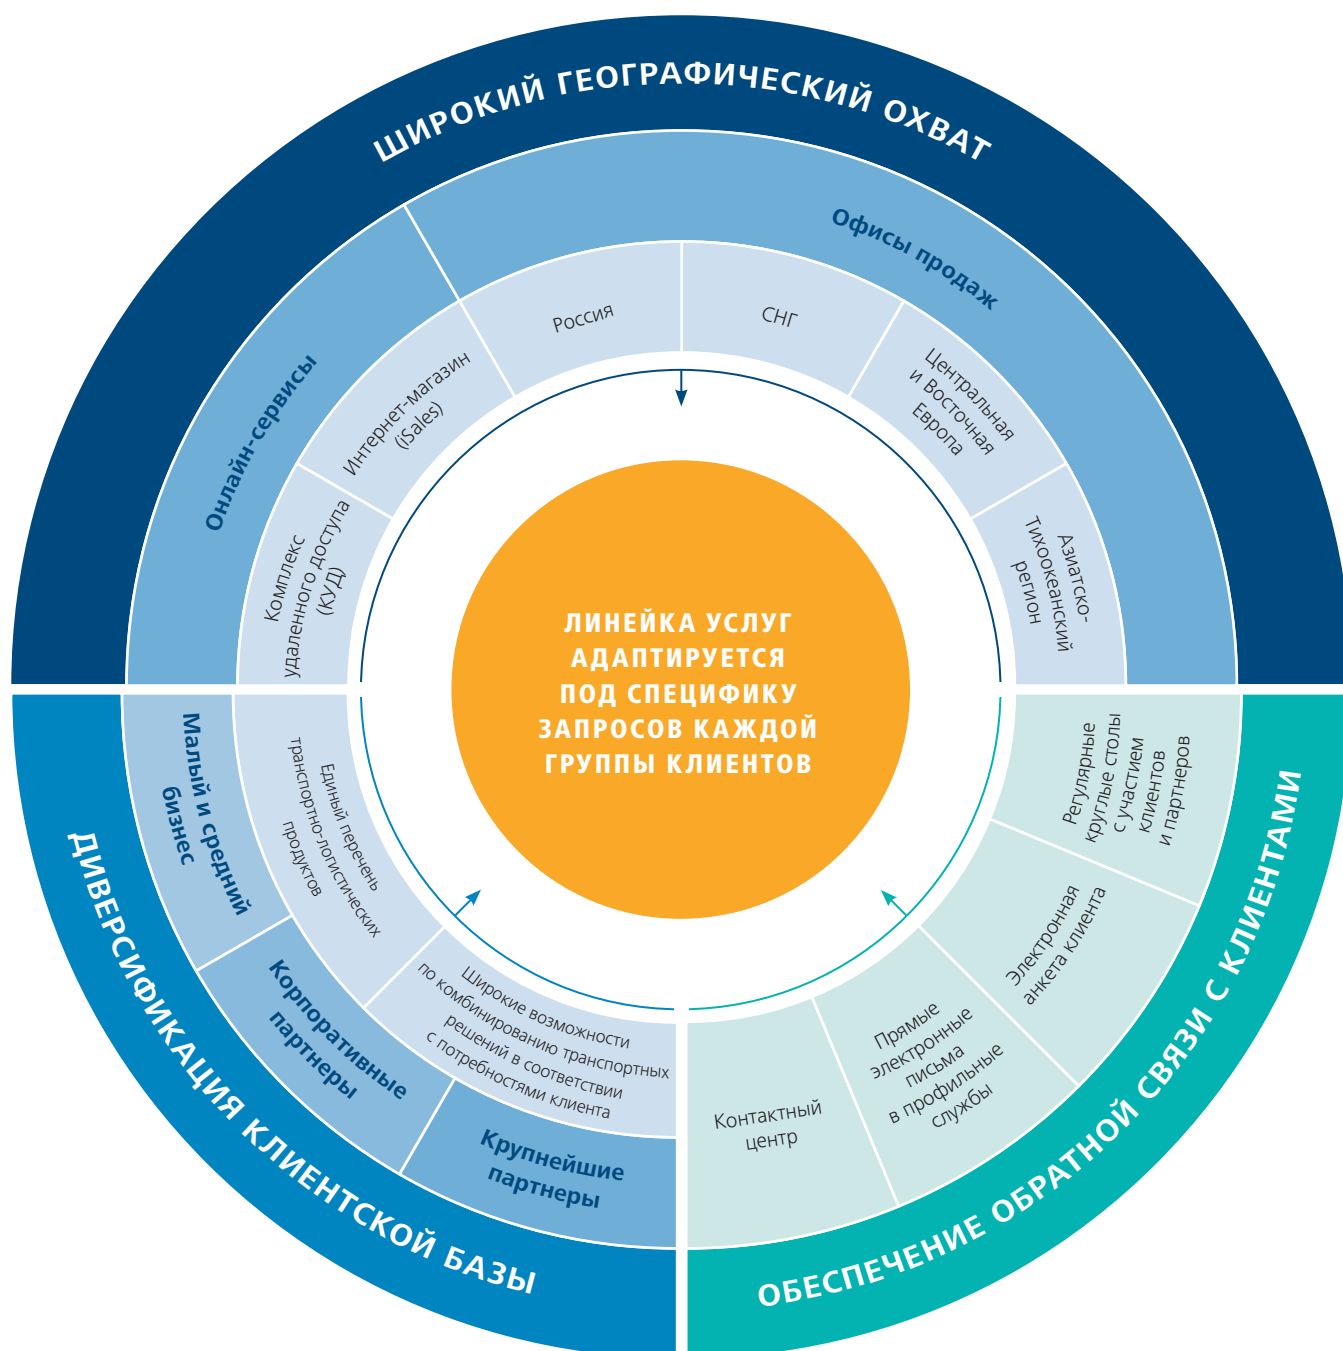 ШИРОКИЙ ГЕОГРАФИЧЕСКИЙ ОХВАТ
Онлайн-сервисы
Офисы продаж
Комплекс
удаленного доступа
(КУД)
Интернет-магазин
(iSales)
Россия
СНГ
Центральная
и Восточная
Европа
Азиатско-
Тихоокеанский
регион
ЛИНЕЙКА УСЛУГ
АДАПТИРУЕТСЯ
ПОД СПЕЦИФИКУ
ЗАПРОСОВ КАЖДОЙ
ГРУППЫ КЛИЕНТОВ
ДИВЕРСИФИКАЦИЯ КЛИЕНТСКОЙ БАЗЫ
Малый и средний
бизнес
Корпоративные
партнеры
Крупнейшие
партнеры
Единый перечень
транспортно-логистических
продуктов
Широкие возможности
по комбинированию транспортных
решений в соответствии
с потребностями клиента
ОБЕСПЕЧЕНИЕ ОБРАТНОЙ СВЯЗИ С КЛИЕНТАМИ
Регулярные
круглые столы
с участием
клиентов
и партнеров
Электронная
анкета клиента
Прямые
электронные
письма
в профильные
службы
Контактный
центр